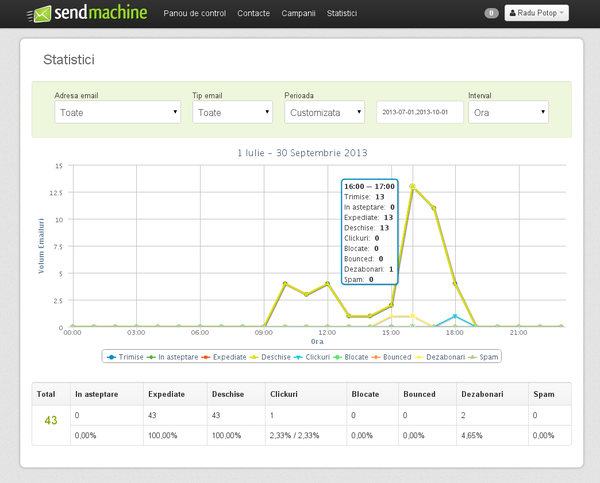 sendmachine Panou de control Contacte Campanii Statistici 0 Radu Potop
Statistici
Adresa email Tip email Perioada Interval
Toate Toate Customizata 2013-07-01,2013-10-01 Ora
1 Iulie – 30 Septembrie 2013
15
12.5
10
7.5
5
2.5
0
Volum Emailuri
16:00 — 17:00
Trimise: 13
In asteptare: 0
Expediate: 13
Deschise: 13
Clickuri: 0
Blocate: 0
Bounced: 0
Dezabonari: 1
Spam: 0
00:00 03:00 06:00 09:00 12:00 15:00 18:00 21:00
Ora
Trimise In asteptare Expediate Deschise Clickuri Blocate Bounced Dezabonari Spam
Total In asteptare Expediate Deschise Clickuri Blocate Bounced Dezabonari Spam
43 0 43 43 1 0 0 2 0
0,00% 100,00% 100,00% 2,33% / 2,33% 0,00% 0,00% 4,65% 0,00%